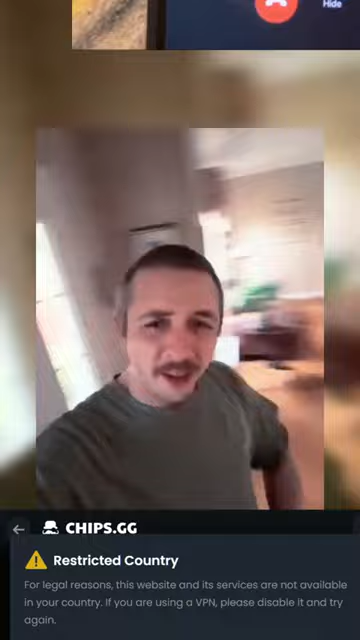 Hide
CHIPS.GG
Restricted Country
For legal reasons, this website and its services are not available
in your country. If you are using a VPN, please disable it and try
again.